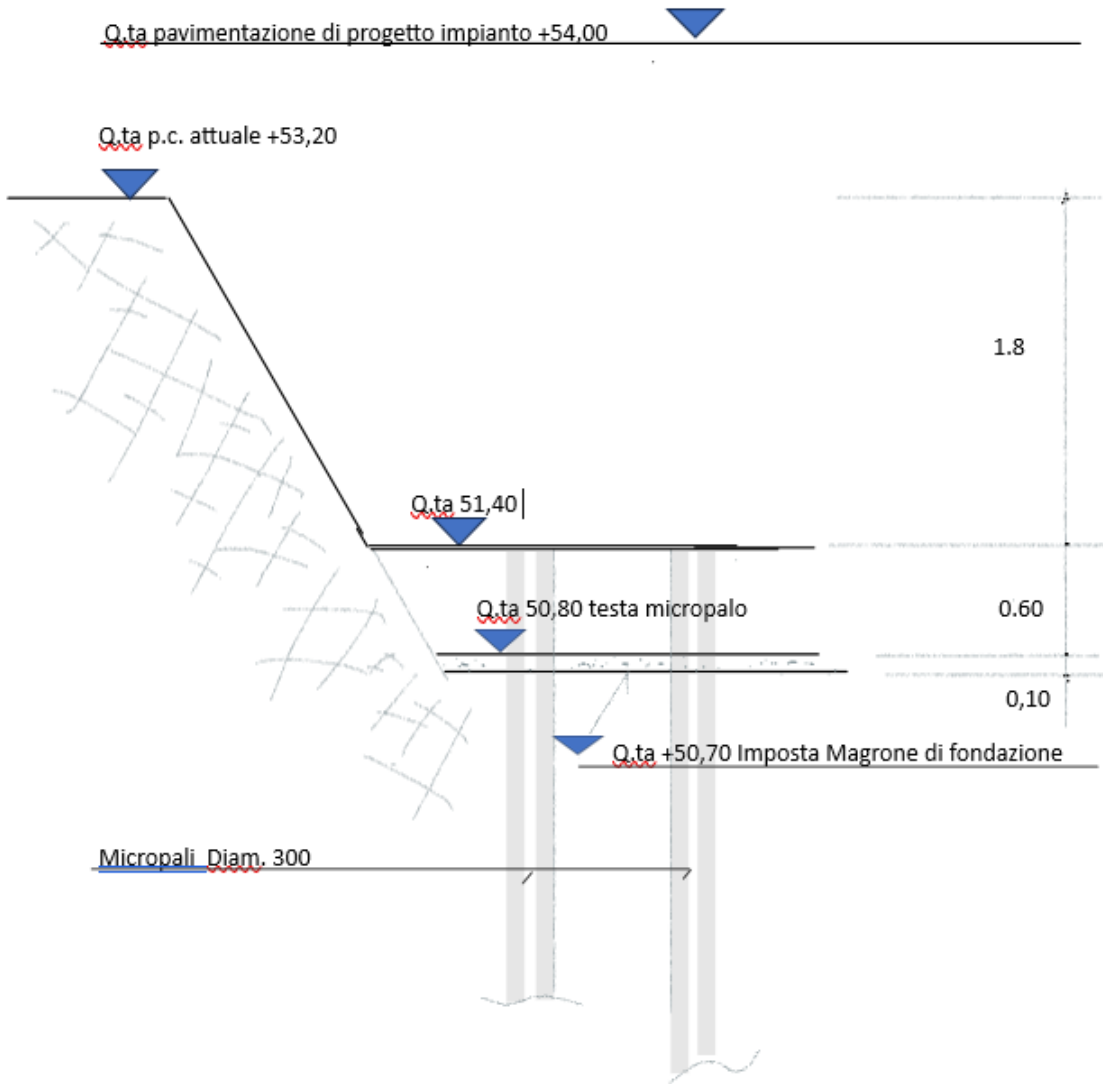 Q.ta pavimentazione di progetto impianto +54,00
Q.ta p.c. attuale +53,20
1.8
Q.ta 51,40
Q.ta 50,80 testa micropalo
0.60
0,10
Q.ta +50,70 Imposta Magrone di fondazione
Micropali Diam. 300